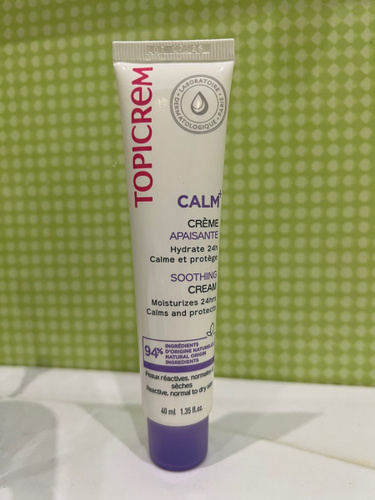 TOPICREM
LABORATOIRE
DERMATOLOGIQUE • PARIS
CALM+
CRÈME
APAISANTE
Hydrate 24h
Calme et protège
SOOTHING
CREAM
Moisturizes 24hrs
Calms and protects
94%
INGRÉDIENTS
D'ORIGINE NATURELLE
NATURAL ORIGIN
INGREDIENTS
Peaux réactives, normales à
sèches
Reactive, normal to dry skin
40 ml 1.35 fl.oz.